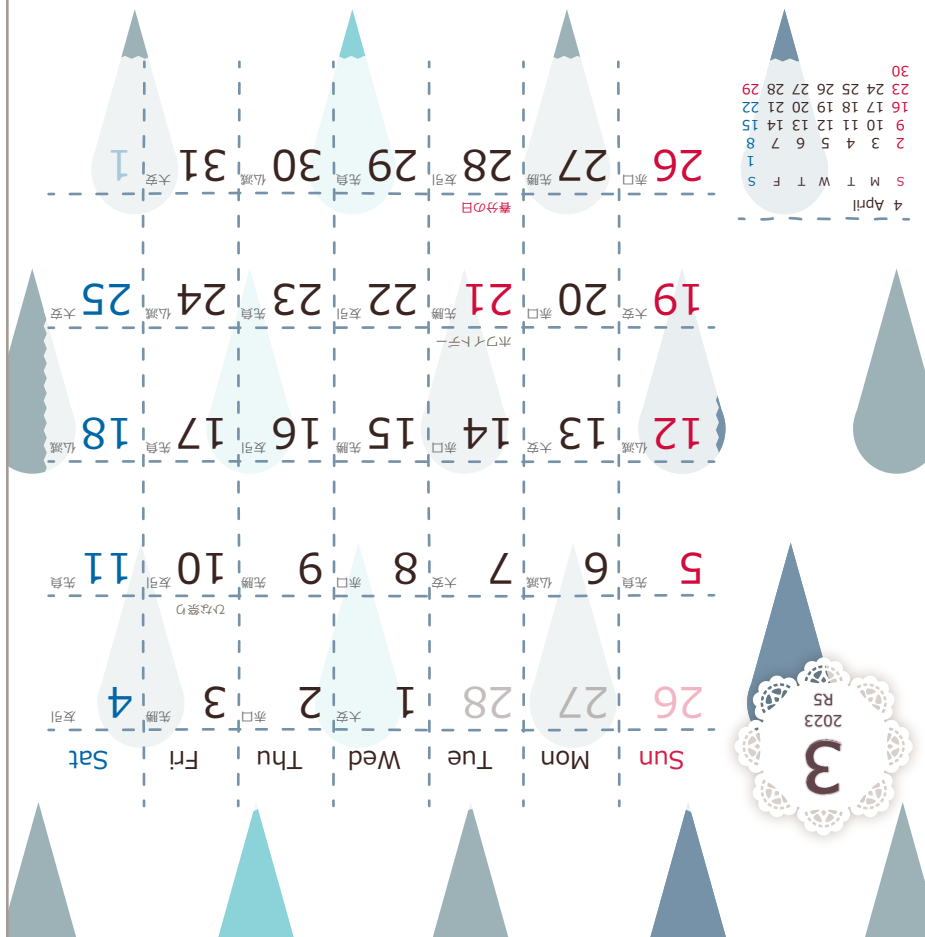 3
2023
R5
Sun Mon Tue Wed Thu Fri Sat
26 27 28 1 大安 2 赤口 3 先勝 4 友引
ひな祭り
5 先負 6 仏滅 7 大安 8 赤口 9 先勝 10 友引 11 先負
12 仏滅 13 大安 14 赤口 15 先勝 16 友引 17 先負 18 仏滅
ホワイトデー
19 大安 20 赤口 21 先勝 22 友引 23 先負 24 仏滅 25 大安
春分の日
26 赤口 27 先勝 28 友引 29 先負 30 仏滅 31 大安 1
4 April
S M T W T F S
1
2 3 4 5 6 7 8
9 10 11 12 13 14 15
16 17 18 19 20 21 22
23 24 25 26 27 28 29
30